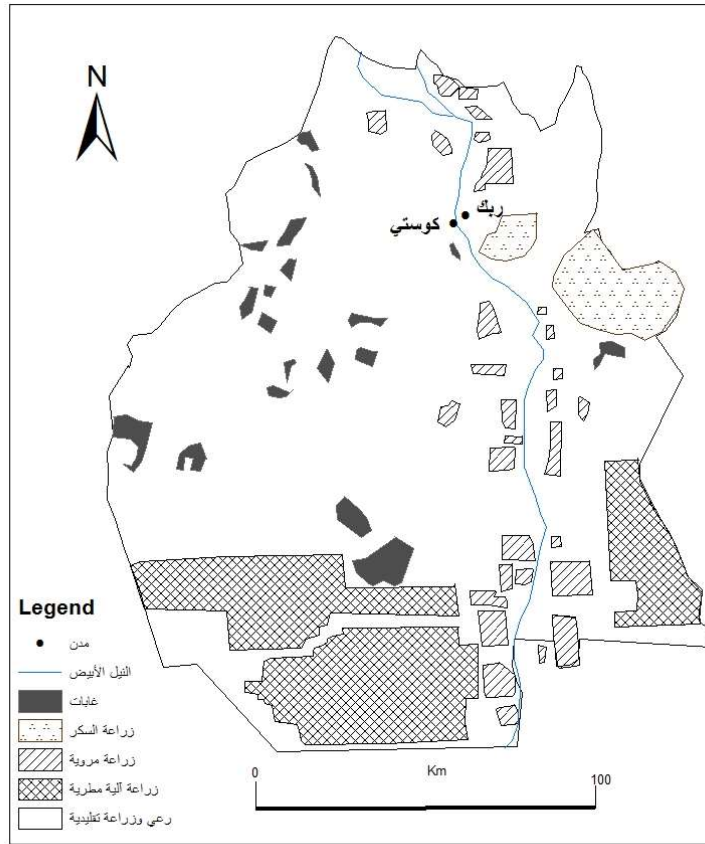 N
ربك
كوستي
Legend
مدن
النيل الأبيض
غابات
زراعة السكر
زراعة مروية
زراعة آلية مطرية
رعي وزراعة تقليدية
0
Km
100